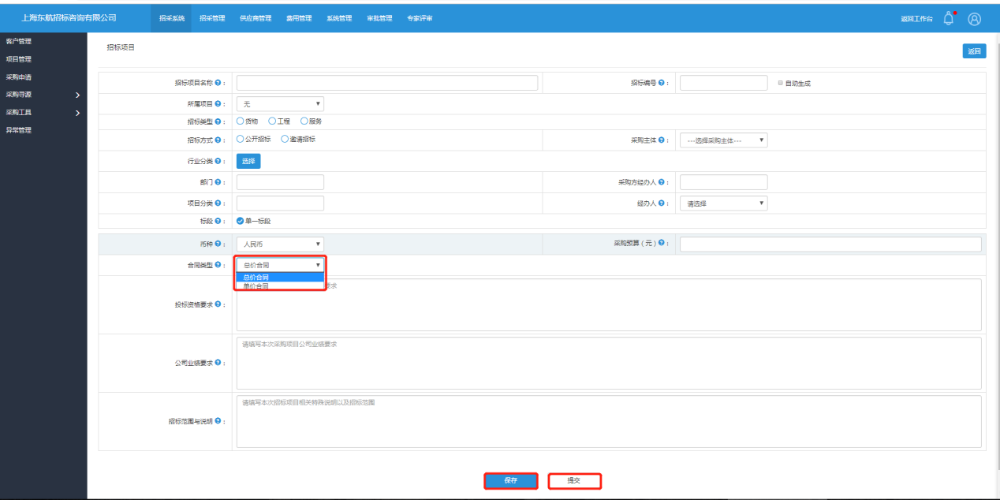 上海东航招标咨询有限公司 招采系统 招采管理 供应商管理 费用管理 系统管理 审批管理 专家评审 返回工作台
客户管理
项目管理
采购申请
采购寻源
采购工具
异常管理
招标项目
返回
招标项目名称 ? : 招标编号 ? : 自动生成
所属项目 ? : 无
招标类型 ? : 货物 工程 服务
招标方式 ? : 公开招标 邀请招标 采购主体 ? : ---选择采购主体---
行业分类 ? : 选择
部门 ? : 采购方经办人 ? :
项目分类 ? : 经办人 ? : 请选择
标段 ? : 单一标段
币种 ? : 人民币 采购预算(元) ? :
合同类型 ? : 总价合同
总价合同
单价合同 要求
投标资格要求 ? :
请填写本次采购项目公司业绩要求
公司业绩要求 ? :
请填写本次招标项目相关特殊说明以及招标范围
招标范围与说明 ? :
保存 提交